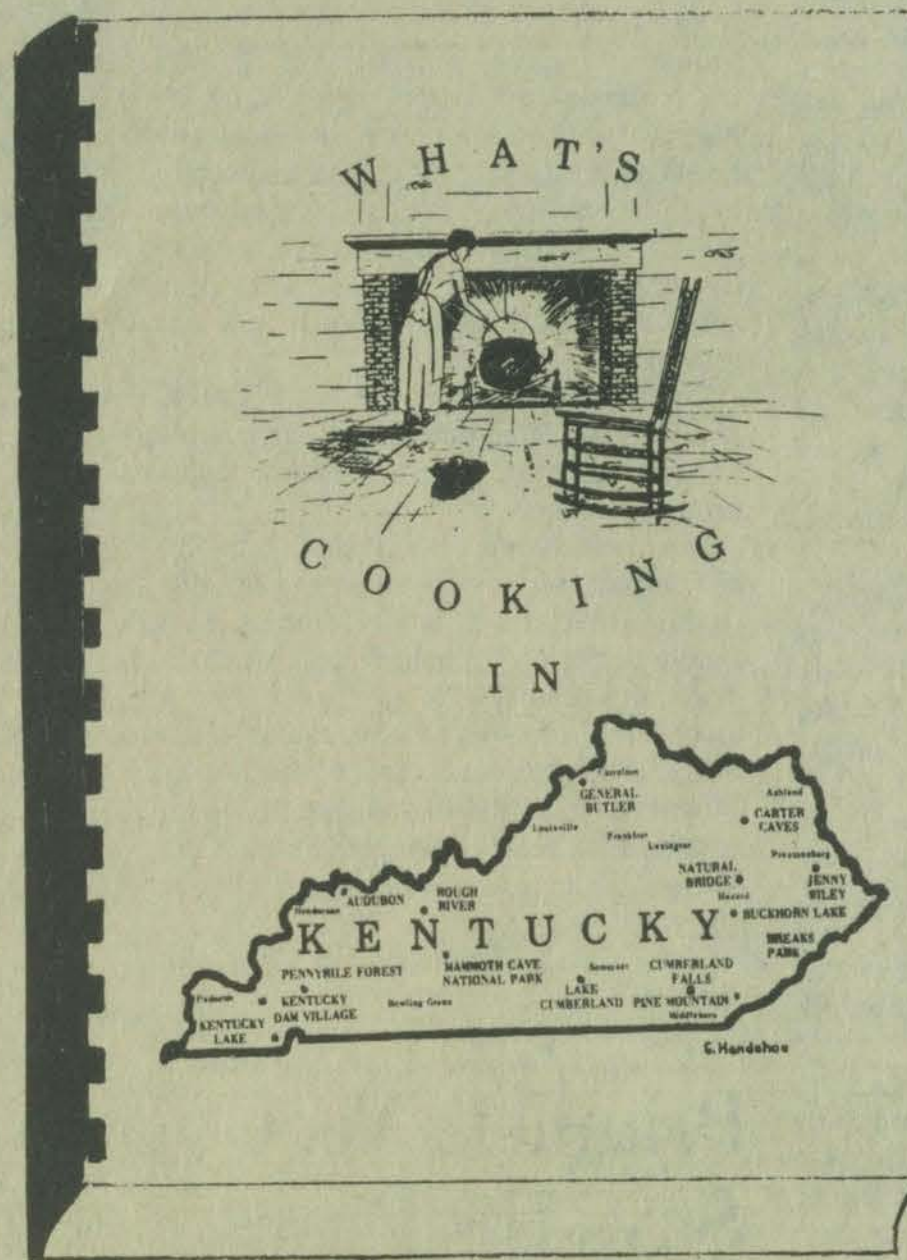 WHAT'S
COOKING
IN
KENTUCKY
GENERAL
BUTLER
Ashland
CARTER
CAVES
Louisville
Frankfort
Lexington
Prestonsburg
NATURAL
BRIDGE
JENNY
WILEY
Hazard
AUDUBON
ROUGH
RIVER
Henderson
BUCKHORN LAKE
BREAKS
PARK
MAMMOTH CAVE
NATIONAL PARK
Somerset
CUMBERLAND
FALLS
PENNYRILE FOREST
LAKE
CUMBERLAND
PINE MOUNTAIN
Paducah
KENTUCKY
DAM VILLAGE
Bowling Green
Middlesboro
KENTUCKY
LAKE
G. Handshoe